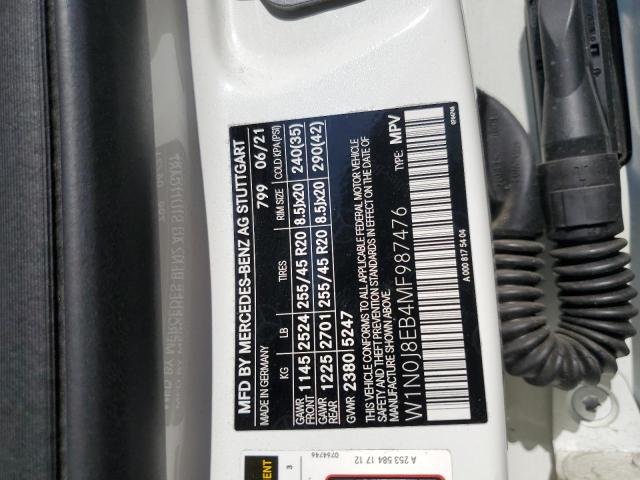 MFD BY MERCEDES-BENZ AG STUTTGART
MADE IN GERMANY 799 06/21
KG LB TIRES RIM SIZE COLD KPA(PSI)
GAWR FRONT 1145 2524 255/45 R20 8.5Jx20 240(35)
GAWR REAR 1225 2701 255/45 R20 8.5Jx20 290(42)
GVWR 2380 5247
THIS VEHICLE CONFORMS TO ALL APPLICABLE FEDERAL MOTOR VEHICLE
SAFETY AND THEFT PREVENTION STANDARDS IN EFFECT ON THE DATE OF
MANUFACTURE SHOWN ABOVE.
W1N0J8EB4MF987476 TYPE: MPV
A 000 817 54 04
0764746
A 253 584 17 12
3